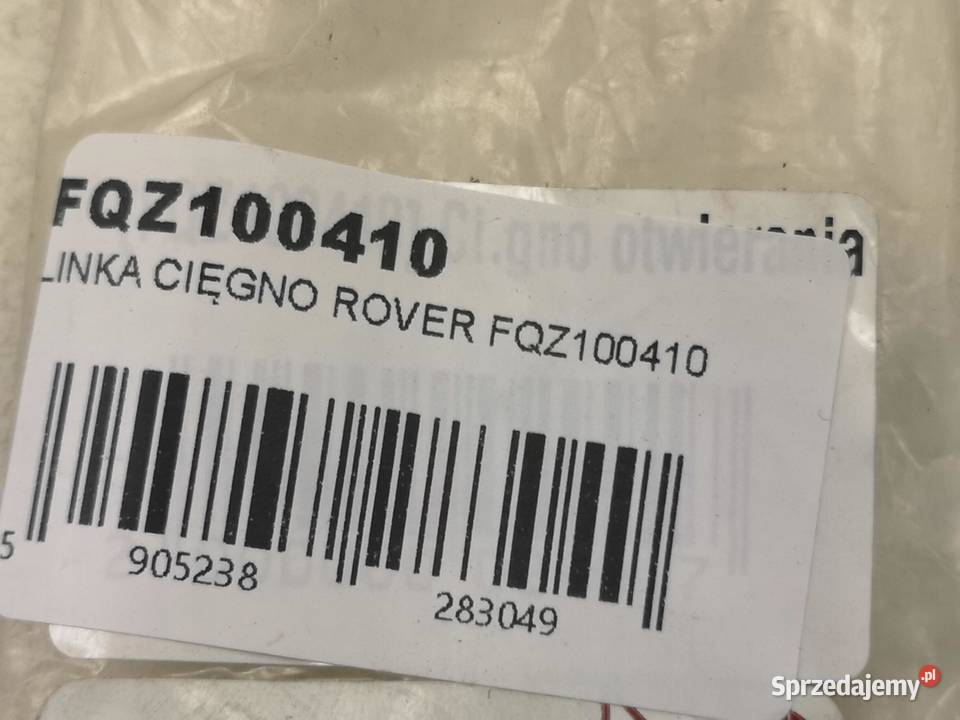 FQZ100410
LINKA CIĘGNO ROVER FQZ100410
5 905238 283049
Sprzedajemy.pl